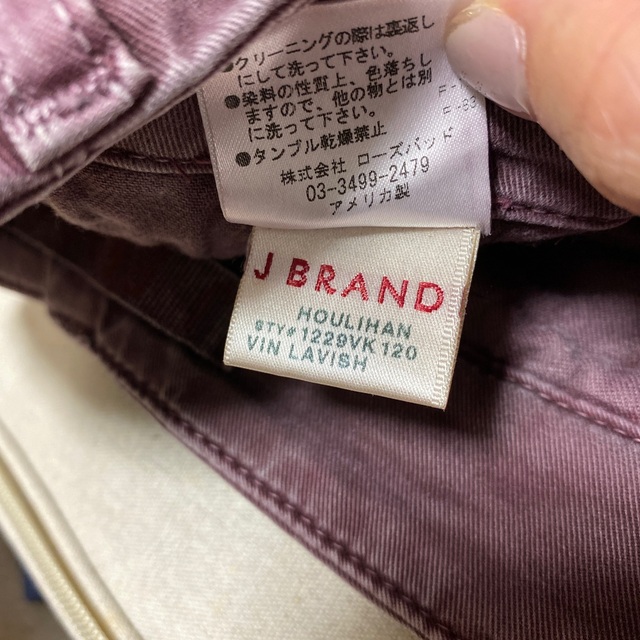 ●クリーニングの際は裏返し
にして洗って下さい。
●染料の性質上、色落ちし
ますので、他の物とは別
に洗って下さい。
●タンブル乾燥禁止
株式会社 ローズバッド
03-3499-2479
アメリカ製
J BRAND
HOULIHAN
STY# 1229VK120
VIN LAVISH